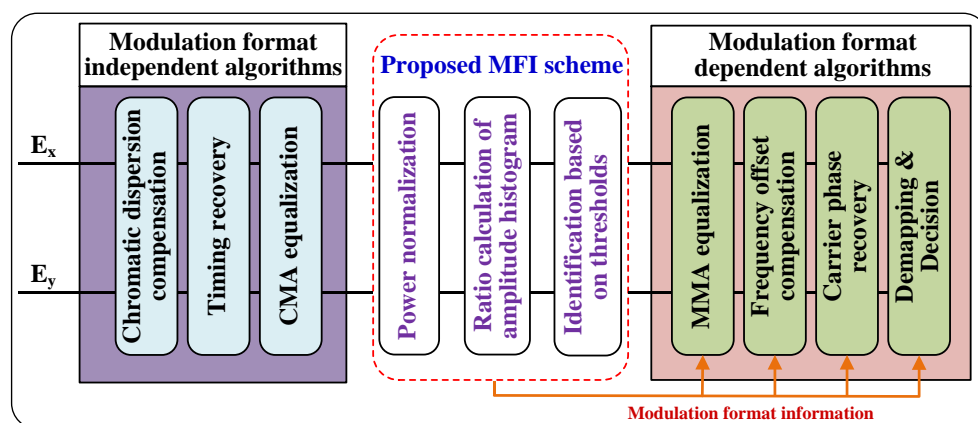 Modulation format
independent algorithms
Proposed MFI scheme
Modulation format
dependent algorithms
E_x
E_y
Chromatic dispersion
compensation
Timing recovery
CMA equalization
Power normalization
Ratio calculation of
amplitude histogram
Identification based
on thresholds
MMA equalization
Frequency offset
compensation
Carrier phase
recovery
Demapping &
Decision
Modulation format information